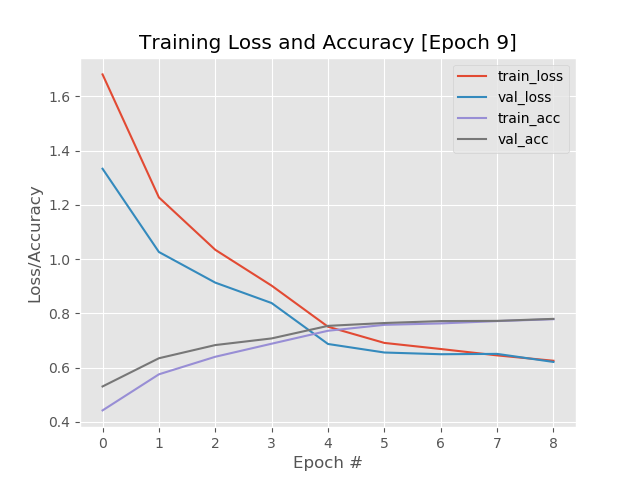 Training Loss and Accuracy [Epoch 9]
train_loss
val_loss
train_acc
val_acc
Loss/Accuracy
1.6
1.4
1.2
1.0
0.8
0.6
0.4
0 1 2 3 4 5 6 7 8
Epoch #